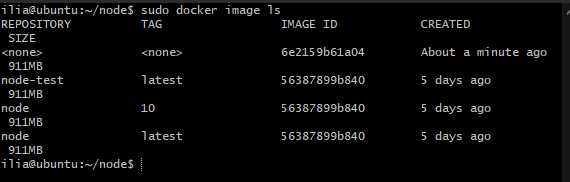 ilia@ubuntu:~/node$ sudo docker image ls
REPOSITORY TAG IMAGE ID CREATED
SIZE
<none> <none> 6e2159b61a04 About a minute ago
911MB
node-test latest 56387899b840 5 days ago
911MB
node 10 56387899b840 5 days ago
911MB
node latest 56387899b840 5 days ago
911MB
ilia@ubuntu:~/node$